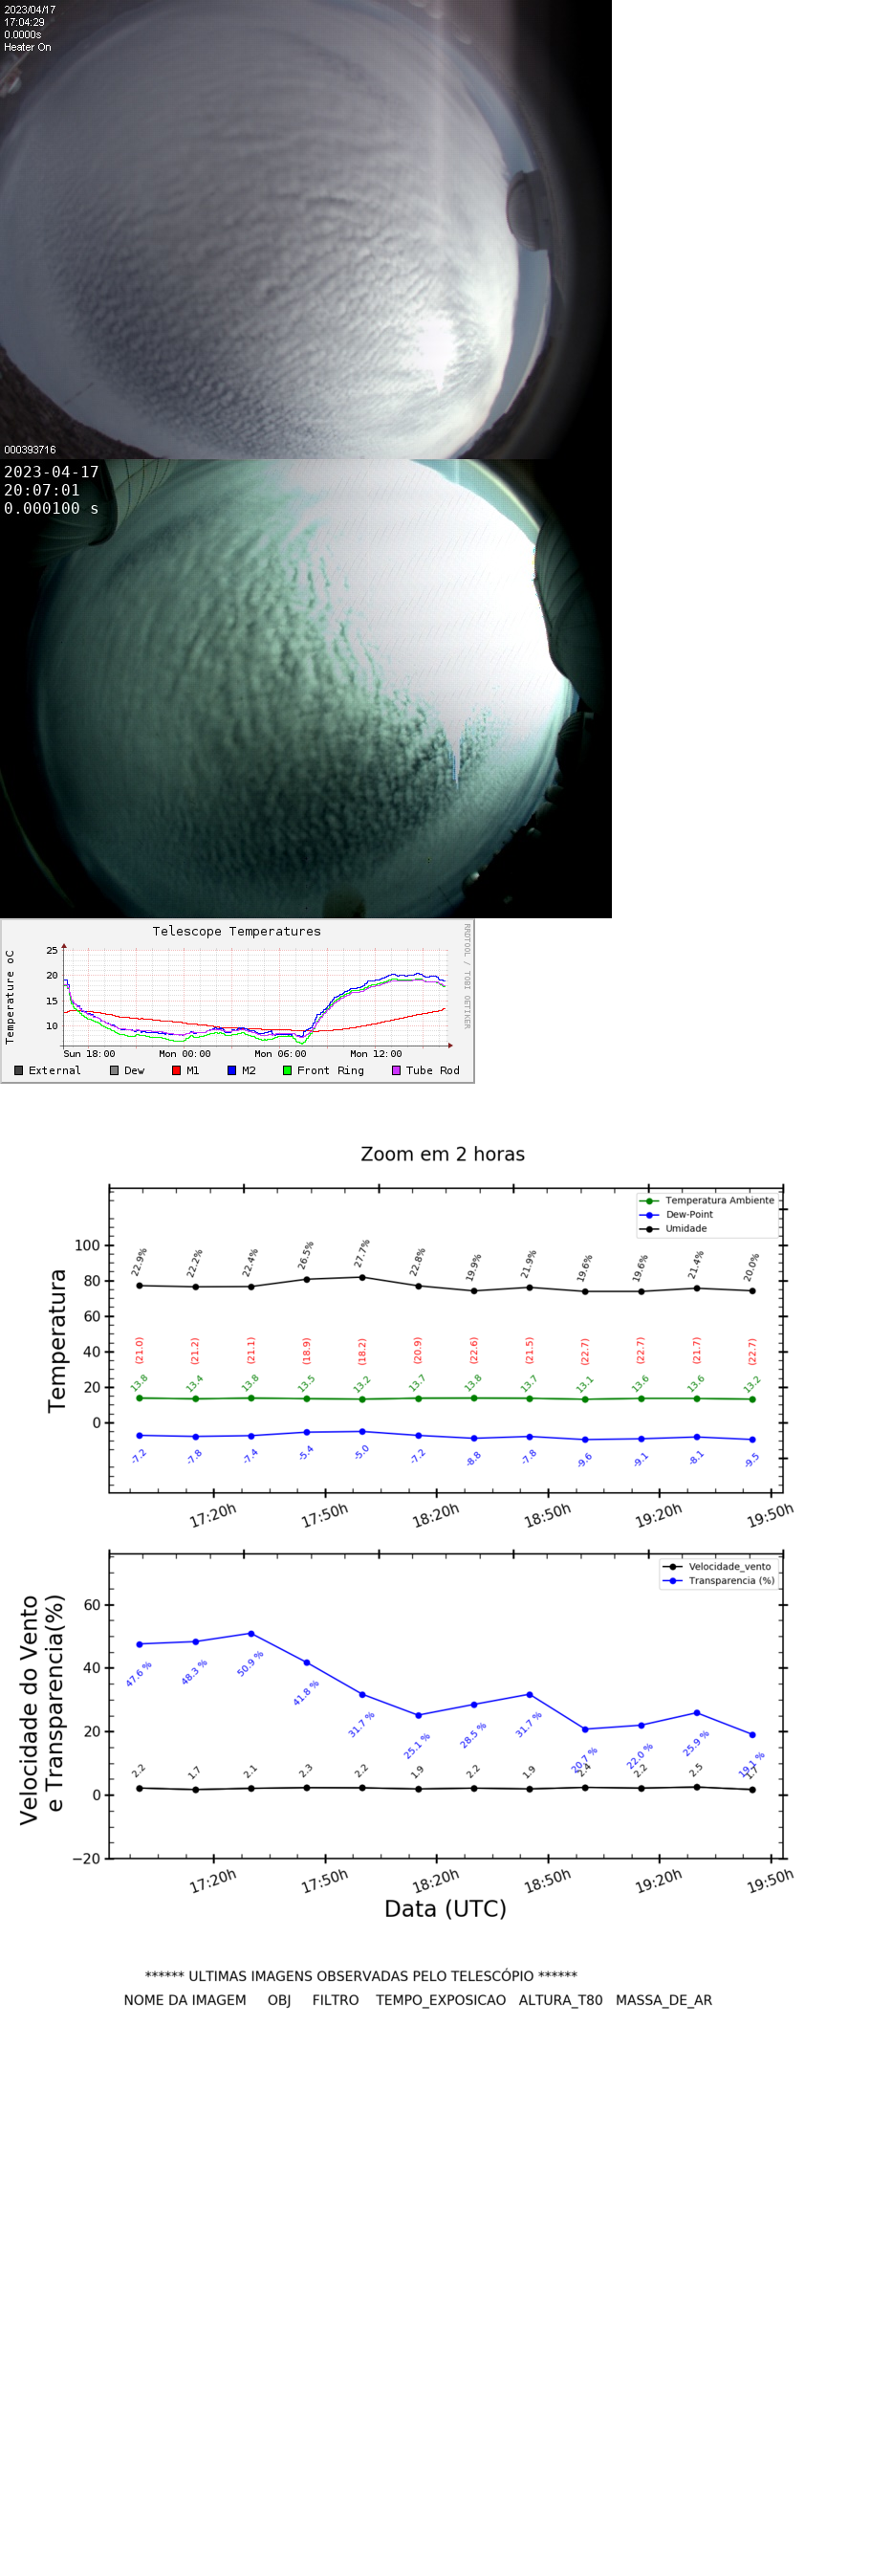 2023/04/17
17:04:29
0.0000s
Heater On
000393716
2023-04-17
20:07:01
0.000100 s
Telescope Temperatures
RRDTOOL / TOBI OETIKER
Temperature oC
25
20
15
10
Sun 18:00 Mon 00:00 Mon 06:00 Mon 12:00
External Dew M1 M2 Front Ring Tube Rod
Zoom em 2 horas
Temperatura Ambiente
Dew-Point
Umidade
Temperatura
100
80
60
40
20
0
22.9% 22.2% 22.4% 26.5% 27.7% 22.8% 19.9% 21.9% 19.6% 19.6% 21.4% 20.0%
(21.0) (21.2) (21.1) (18.9) (18.2) (20.9) (22.6) (21.5) (22.7) (22.7) (21.7) (22.7)
13.8 13.4 13.8 13.5 13.2 13.7 13.8 13.7 13.1 13.6 13.6 13.2
-7.2 -7.8 -7.4 -5.4 -5.0 -7.2 -8.8 -7.8 -9.6 -9.1 -8.1 -9.5
17:20h 17:50h 18:20h 18:50h 19:20h 19:50h
Velocidade_vento
Transparencia (%)
Velocidade do Vento
e Transparencia(%)
60
40
20
0
−20
47.6 % 48.3 % 50.9 % 41.8 % 31.7 % 25.1 % 28.5 % 31.7 % 20.7 % 22.0 % 25.9 % 19.1 %
2.2 1.7 2.1 2.3 2.2 1.9 2.2 1.9 2.4 2.2 2.5 1.7
17:20h 17:50h 18:20h 18:50h 19:20h 19:50h
Data (UTC)
****** ULTIMAS IMAGENS OBSERVADAS PELO TELESCÓPIO ******
NOME DA IMAGEM OBJ FILTRO TEMPO_EXPOSICAO ALTURA_T80 MASSA_DE_AR